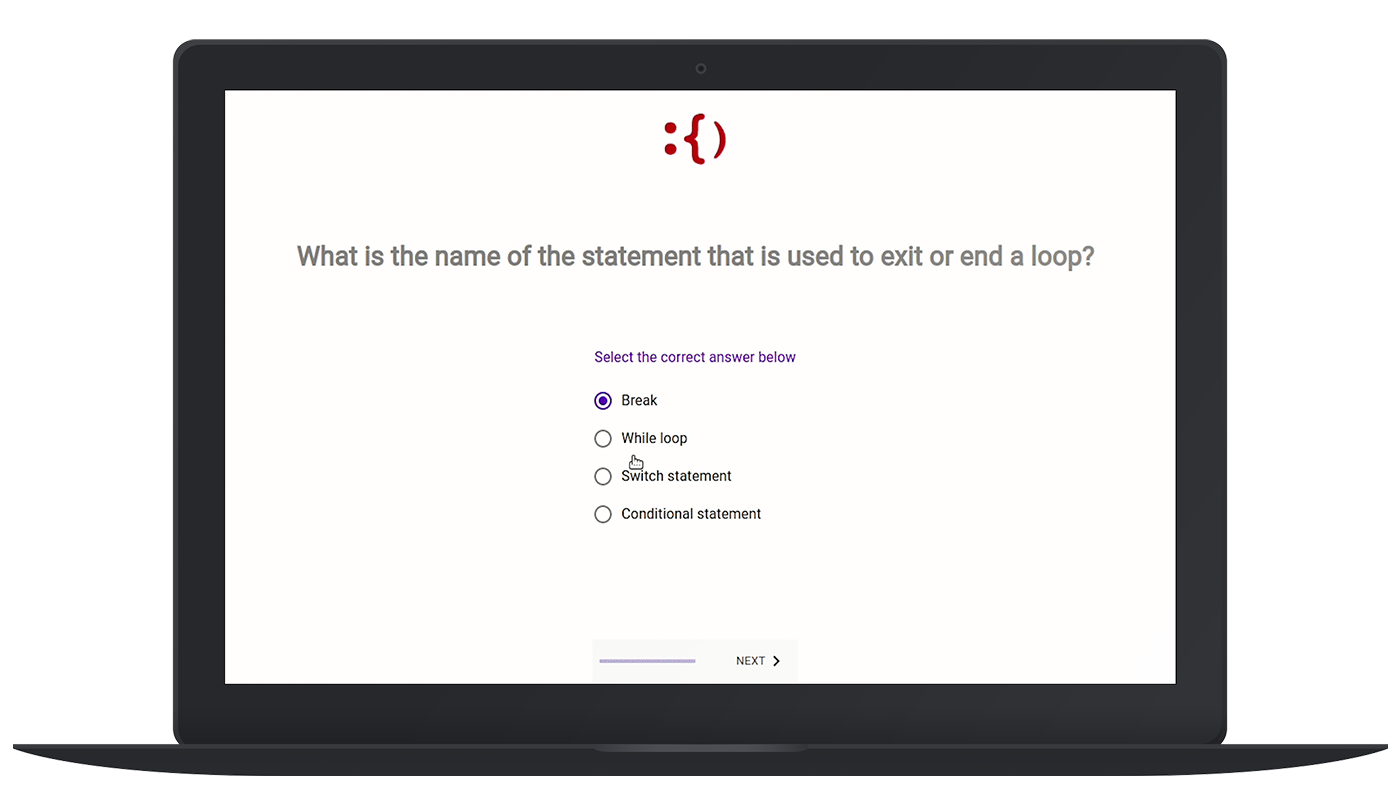 :{)
What is the name of the statement that is used to exit or end a loop?
Select the correct answer below
Break
While loop
Switch statement
Conditional statement
NEXT